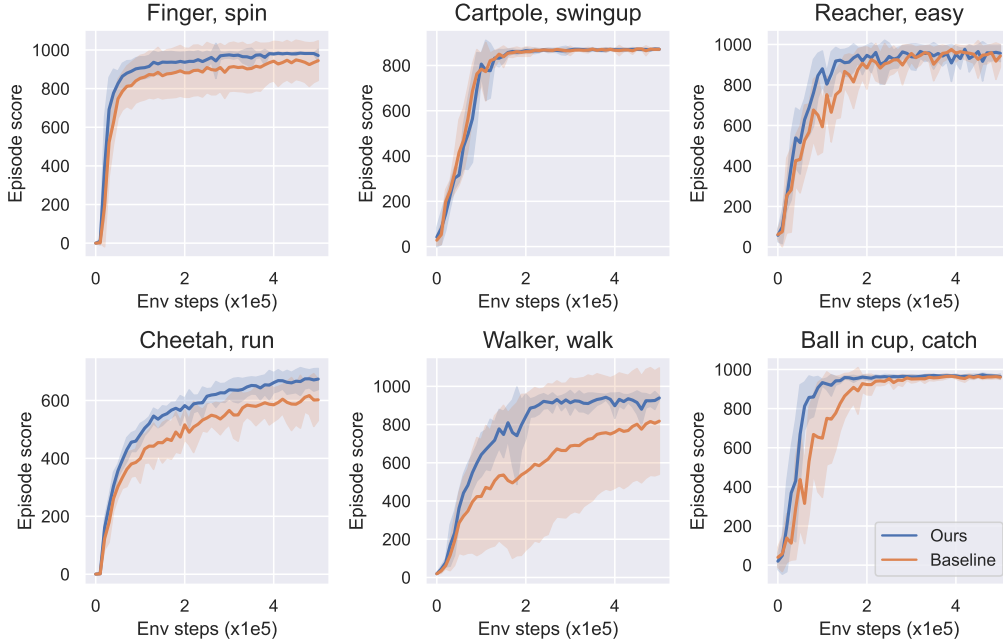 Finger, spin
Cartpole, swingup
Reacher, easy
Episode score
1000
800
600
400
200
0
0 2 4
Env steps (x1e5)
Episode score
800
600
400
200
0
0 2 4
Env steps (x1e5)
Episode score
1000
800
600
400
200
0
0 2 4
Env steps (x1e5)
Cheetah, run
Walker, walk
Ball in cup, catch
Episode score
600
400
200
0
0 2 4
Env steps (x1e5)
Episode score
1000
800
600
400
200
0
0 2 4
Env steps (x1e5)
Episode score
1000
800
600
400
200
0
Ours
Baseline
0 2 4
Env steps (x1e5)